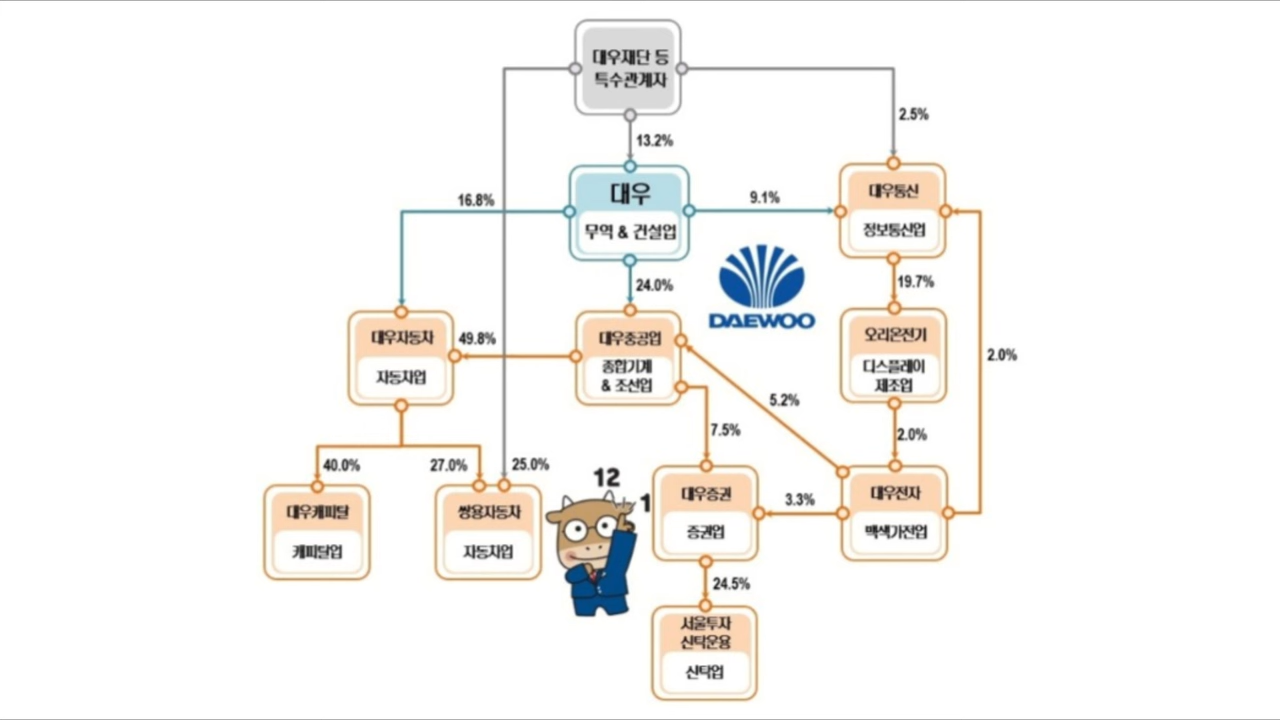 대우재단 등
특수관계자
2.5%
13.2%
대우
무역 & 건설업
16.8%
9.1%
대우통신
정보통신업
24.0%
19.7%
DAEWOO
대우자동차
자동차업
49.8%
대우중공업
종합기계
& 조선업
오리온전기
디스플레이
제조업
2.0%
5.2%
7.5%
2.0%
40.0%
27.0%
25.0%
대우캐피탈
캐피탈업
쌍용자동차
자동차업
12
1
대우증권
증권업
3.3%
대우전자
백색가전업
24.5%
서울투자
신탁운용
신탁업